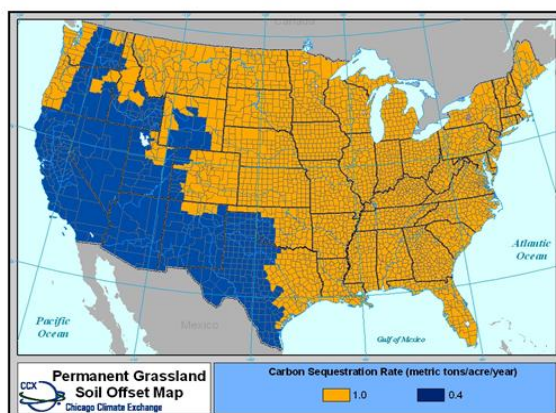 Canada
Pacific
Ocean
Mexico
Gulf of Mexico
Atlantic
Ocean
CCX
Permanent Grassland
Soil Offset Map
Chicago Climate Exchange
Carbon Sequestration Rate (metric tons/acre/year)
1.0
0.4